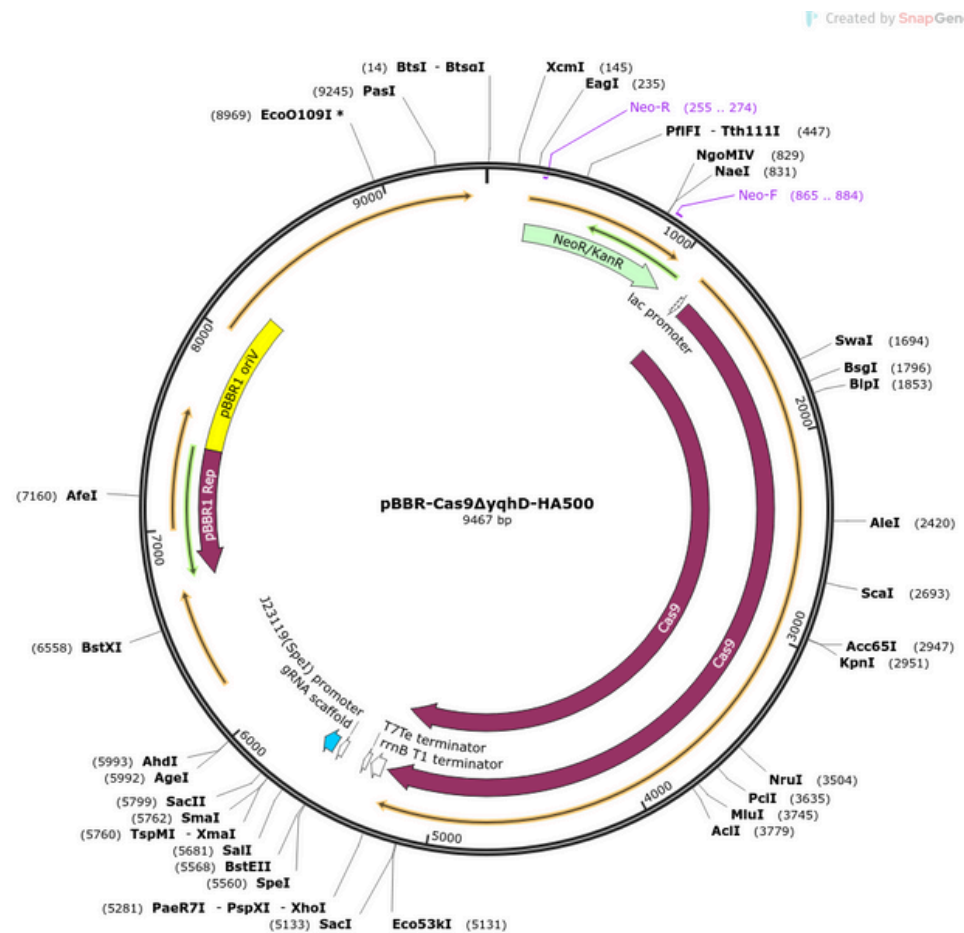 Created by SnapGen
(14) BtsI - BtsαI
(9245) PasI
(8969) EcoO109I *
XcmI (145)
EagI (235)
Neo-R (255 .. 274)
PflFI - Tth111I (447)
NgoMIV (829)
NaeI (831)
Neo-F (865 .. 884)
9000
1000
NeoR/KanR
lac promoter
8000
SwaI (1694)
BsgI (1796)
BlpI (1853)
2000
pBBR1 oriV
pBBR1 Rep
(7160) AfeI
7000
pBBR-Cas9ΔyqhD-HA500
9467 bp
AleI (2420)
ScaI (2693)
3000
Acc65I (2947)
KpnI (2951)
Cas9
Cas9
(6558) BstXI
J23119(SpeI) promoter
gRNA scaffold
T7Te terminator
rrnB T1 terminator
6000
(5993) AhdI
(5992) AgeI
(5799) SacII
(5762) SmaI
(5760) TspMI - XmaI
(5681) SalI
(5568) BstEII
(5560) SpeI
(5281) PaeR7I - PspXI - XhoI
(5133) SacI
Eco53kI (5131)
5000
4000
NruI (3504)
PciI (3635)
MluI (3745)
AclI (3779)